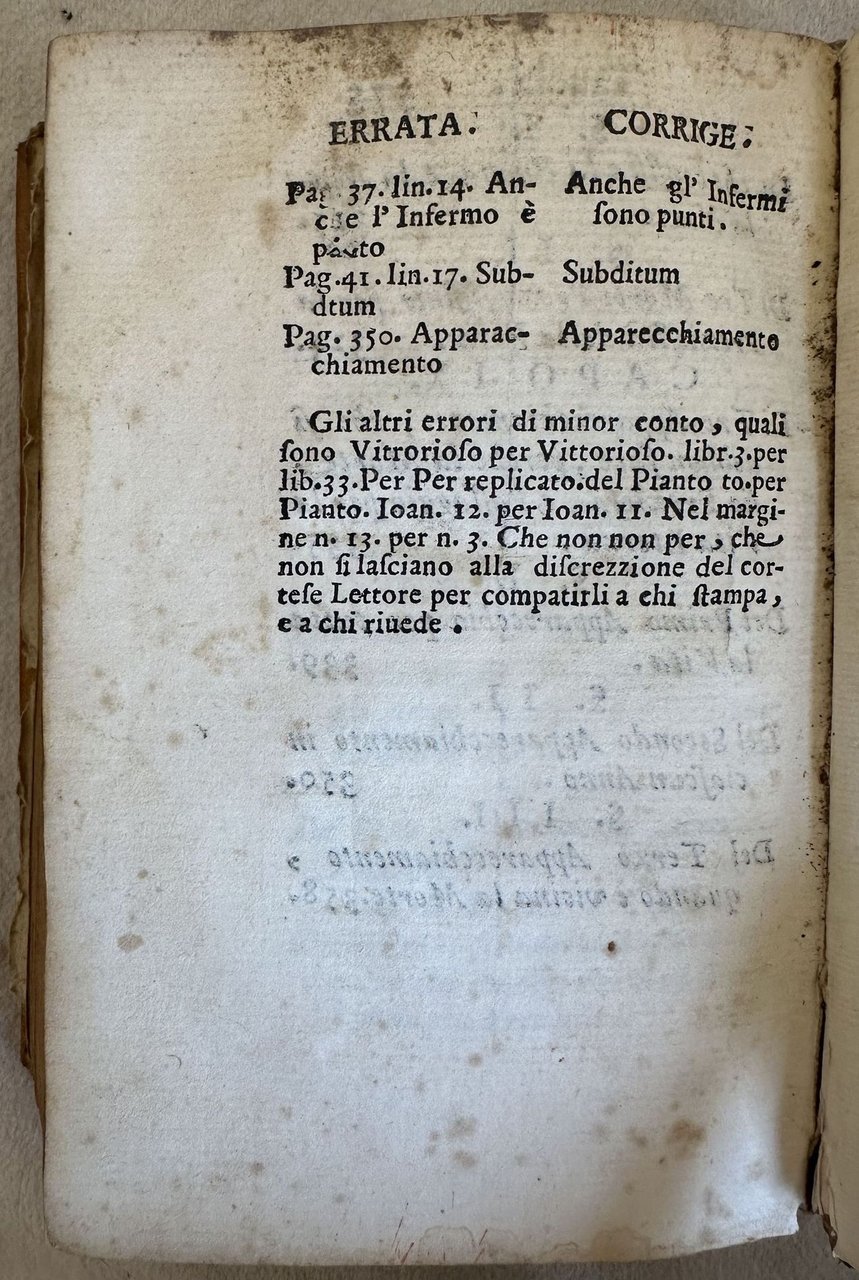 ERRATA. CORRIGE.
Pag. 37. lin. 14. An- Anche gl' Infermi
che l' Infermo è ſono punti.
Pag. 41. lin. 17. Sub- Subditum
dtum
Pag. 350. Apparac- Apparecchiamento
chiamento
Gli altri errori di minor conto, quali
ſono Vitrorioſo per Vittorioſo. libr. 3. per
lib. 33. Per Per replicato. del Pianto to. per
Pianto. Ioan. 12. per Ioan. 11. Nel margi-
ne n. 13. per n. 3. Che non non per, che
non ſi laſciano alla diſcrezzione del cor-
teſe Lettore per compatirli a chi ſtampa,
e a chi riuede.